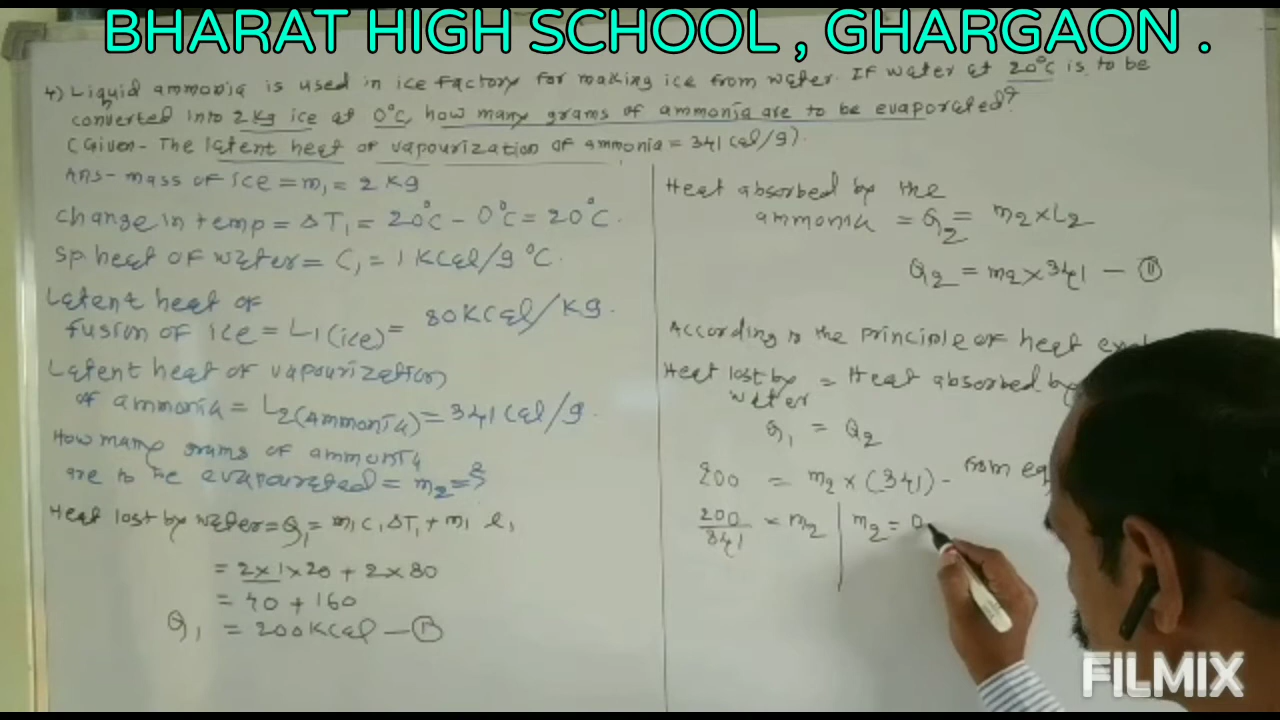 BHARAT HIGH SCHOOL , GHARGAON .
4) Liquid ammonia is used in ice factory for making ice from water. If water at 20°C is to be
converted into 2 kg ice at 0°C, how many grams of ammonia are to be evaporated?
(Given- The latent heat of vapourization of ammonia = 341 cal/g).
Ans- mass of ice = m₁ = 2 kg
Change in temp = ΔT₁ = 20°C - 0°C = 20°C.
Sp. heat of water = C₁ = 1 Kcal/g °C.
Latent heat of
fusion of ice = L₁(ice) = 80 Kcal/Kg.
Latent heat of vapourization
of ammonia = L₂(Ammonia) = 341 cal/g.
How many grams of ammonia
are to be evapourated = m₂ = ?
Heat lost by water = Q₁ = m₁ C₁ ΔT₁ + m₁ l₁
= 2 x 1 x 20 + 2 x 80
= 40 + 160
Q₁ = 200 Kcal — ①
Heat absorbed by the
ammonia = Q₂ = m₂ x L₂
Q₂ = m₂ x 341 — ⑪
According to the principle of heat
Heat lost by = Heat absorbed by
water
Q₁ = Q₂
200 = m₂ x (341) - from eq
200/341 = m₂ | m₂ = 0
FILMIX